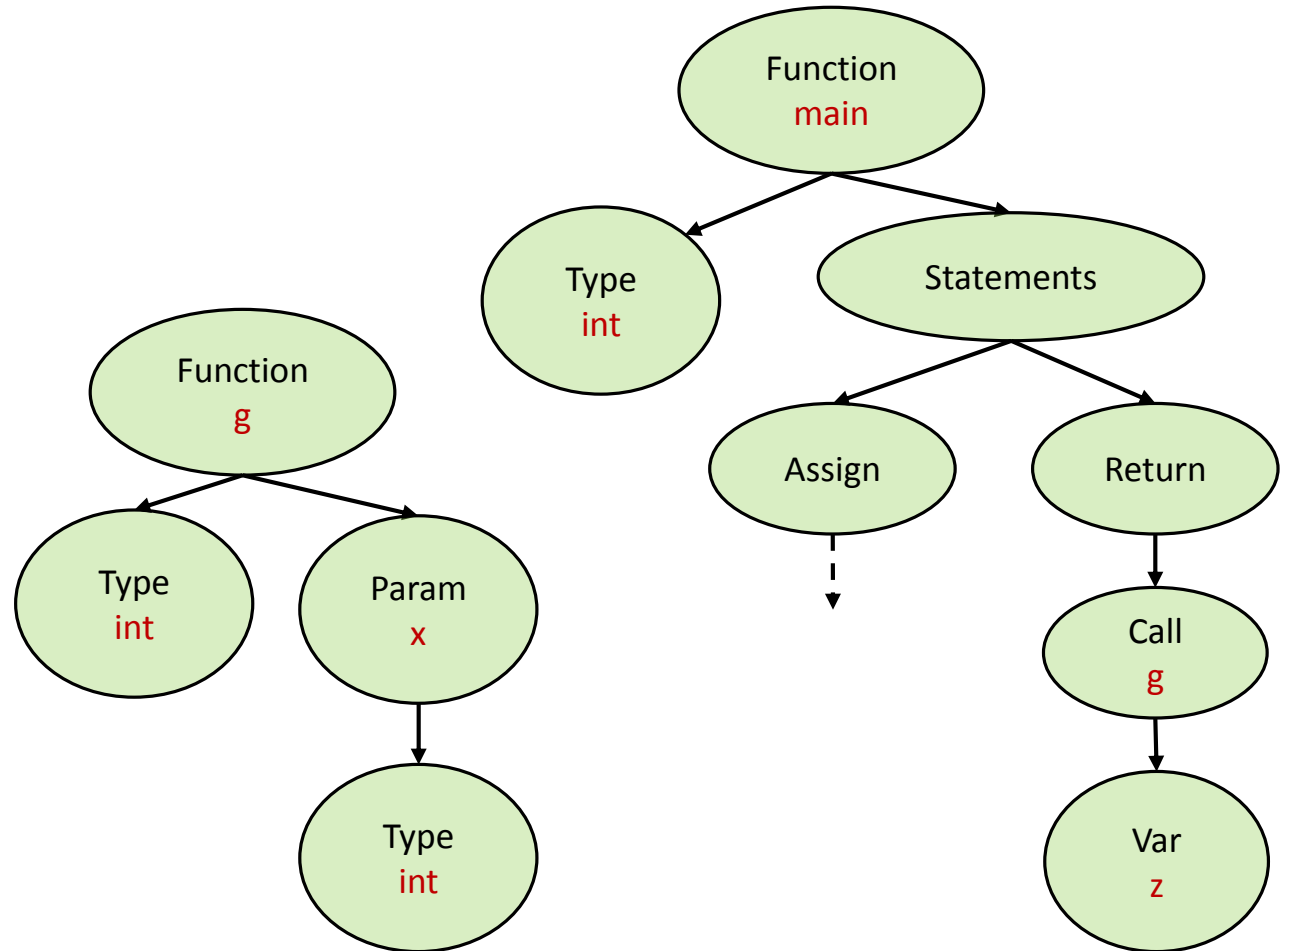 Function
main
Type
int
Statements
Function
g
Assign
Return
Type
int
Param
x
Call
g
Type
int
Var
z